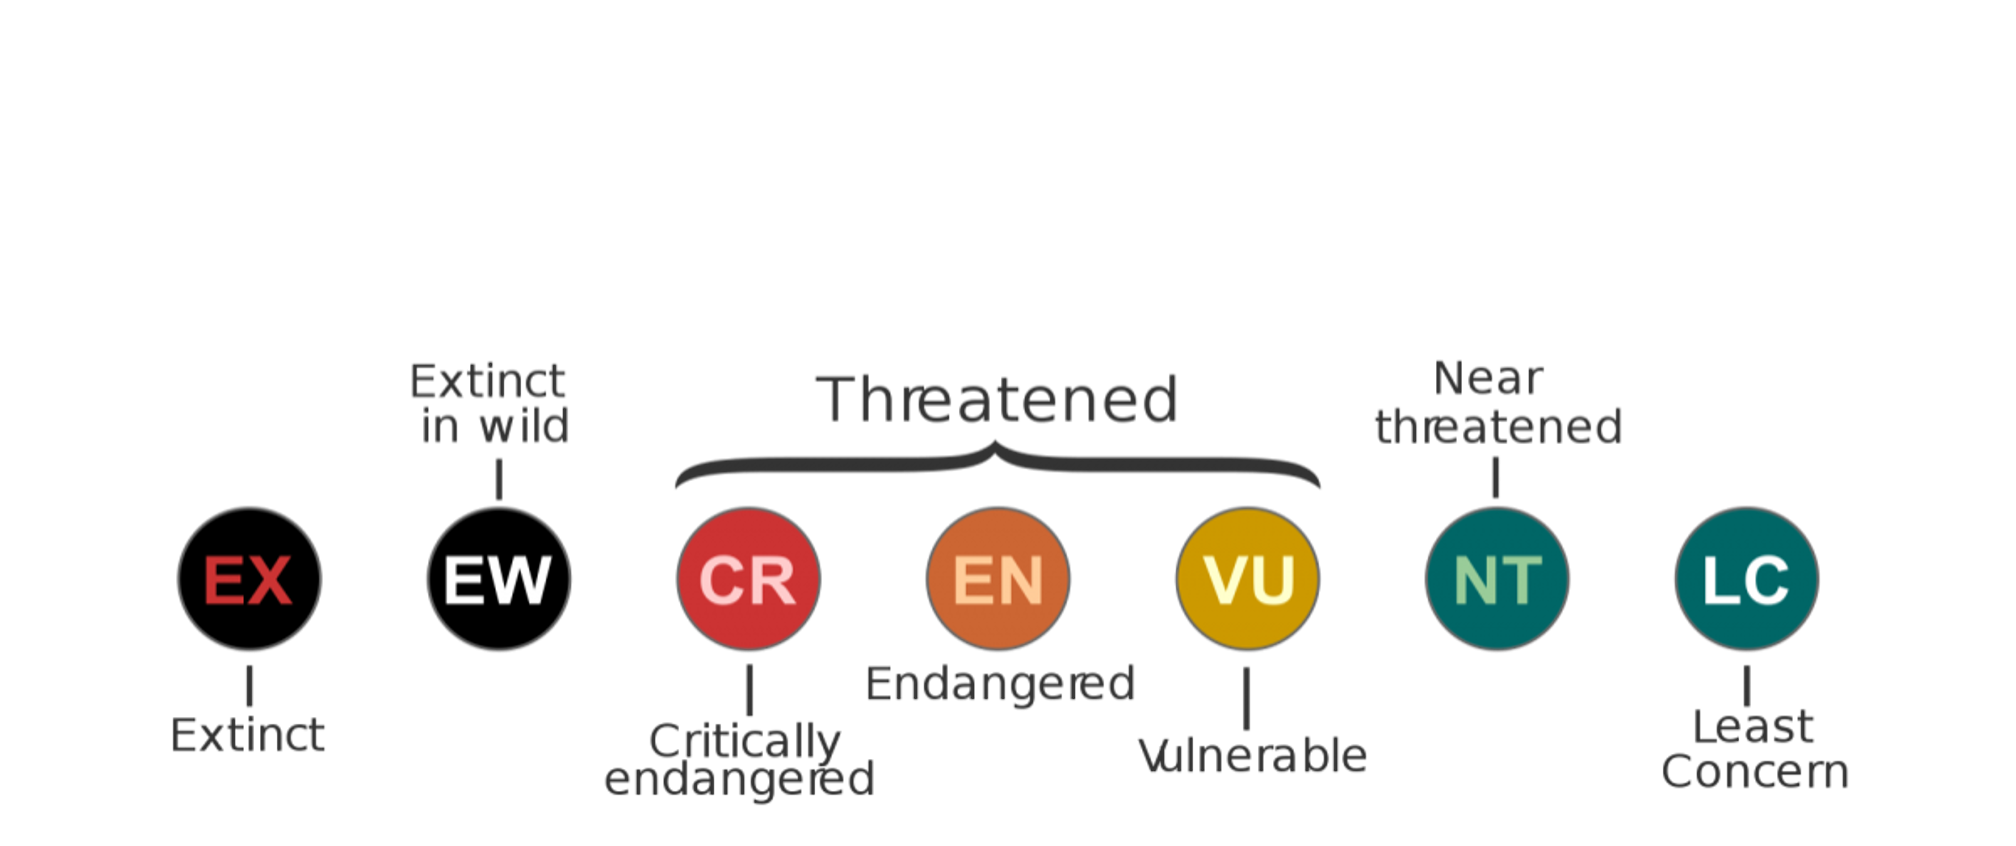 Extinct
in wild
Threatened
Near
threatened
EX
EW
CR
EN
VU
NT
LC
Extinct
Critically
endangered
Endangered
Vulnerable
Least
Concern